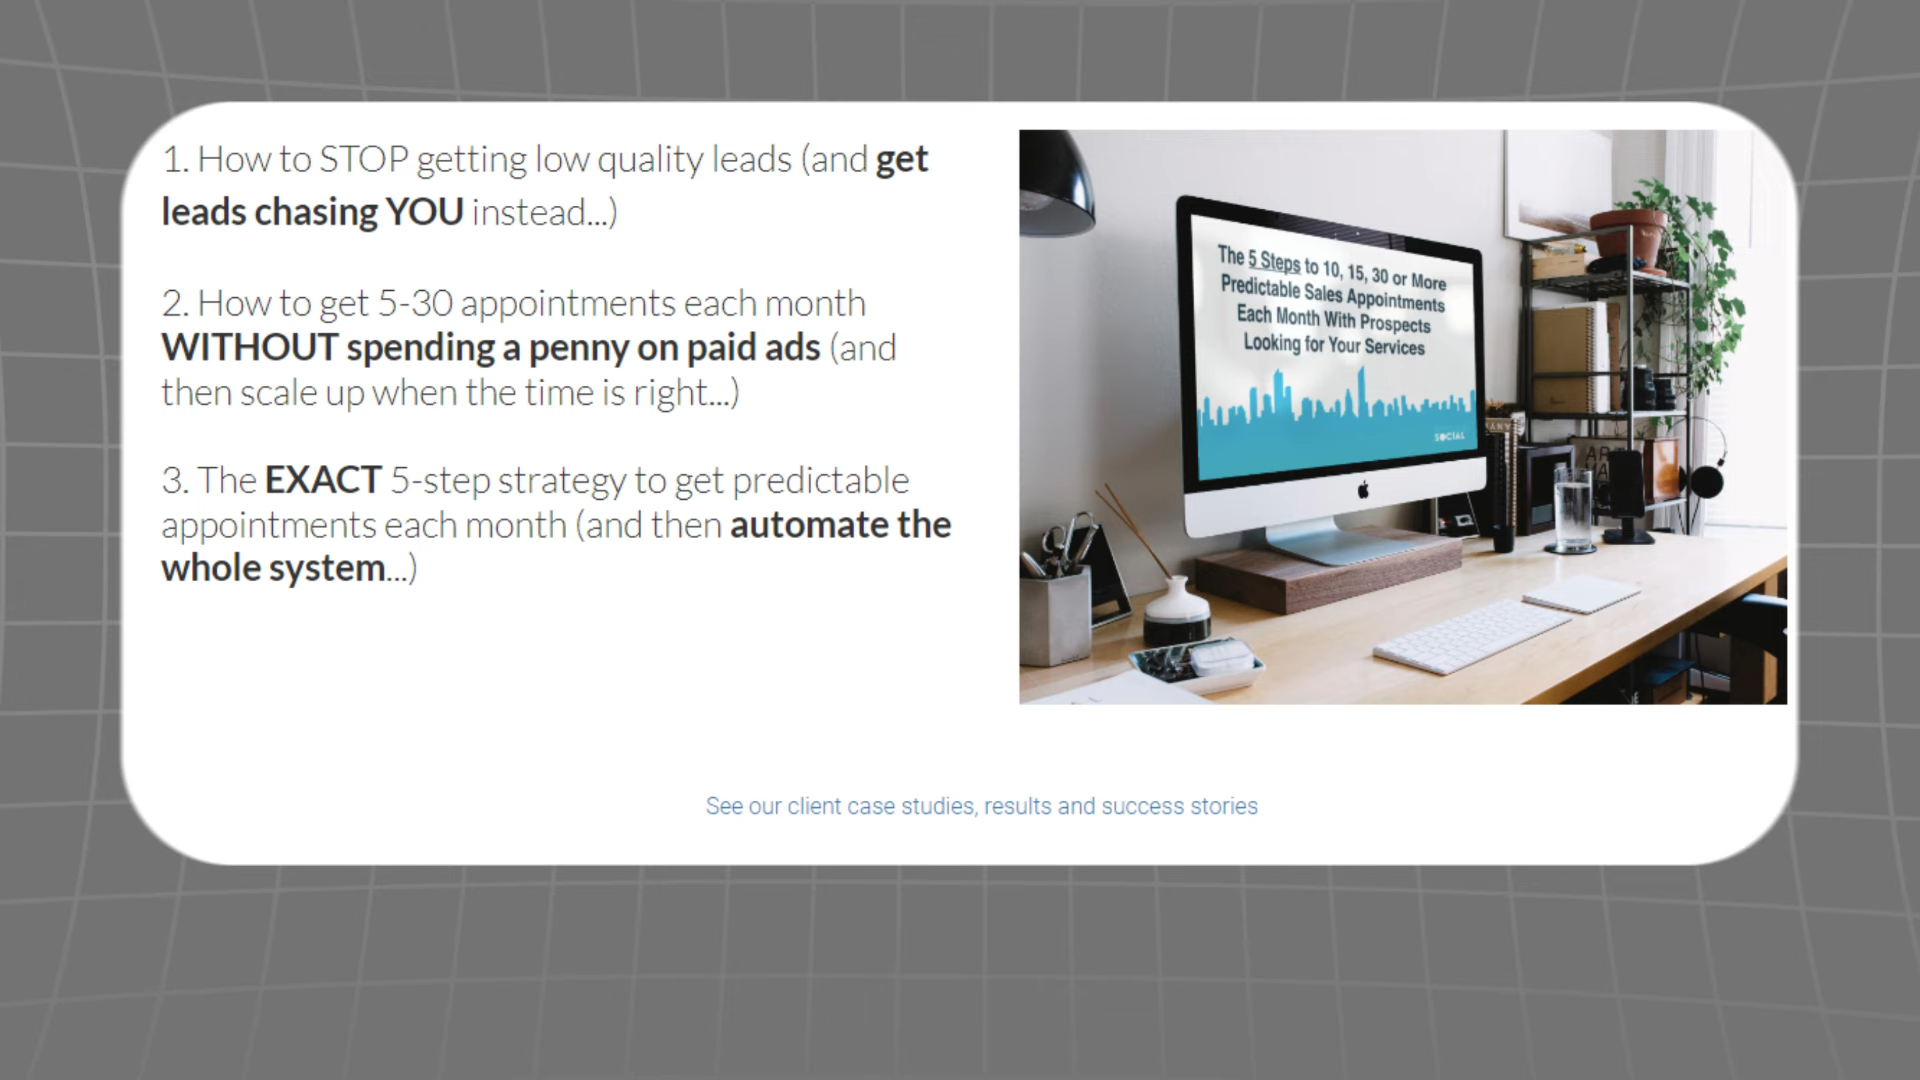 1. How to STOP getting low quality leads (and get
leads chasing YOU instead...)
2. How to get 5-30 appointments each month
WITHOUT spending a penny on paid ads (and
then scale up when the time is right...)
3. The EXACT 5-step strategy to get predictable
appointments each month (and then automate the
whole system...)
The 5 Steps to 10, 15, 30 or More
Predictable Sales Appointments
Each Month With Prospects
Looking for Your Services
SOCIAL
See our client case studies, results and success stories